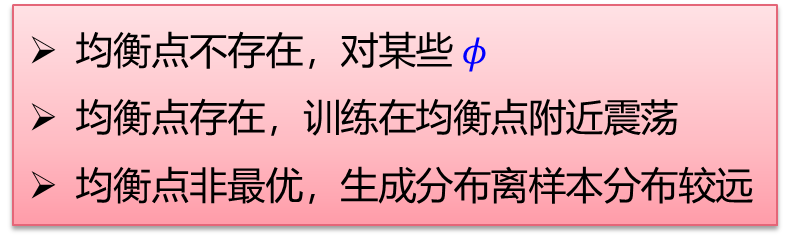 ➢ 均衡点不存在，对某些 ϕ
➢ 均衡点存在，训练在均衡点附近震荡
➢ 均衡点非最优，生成分布离样本分布较远